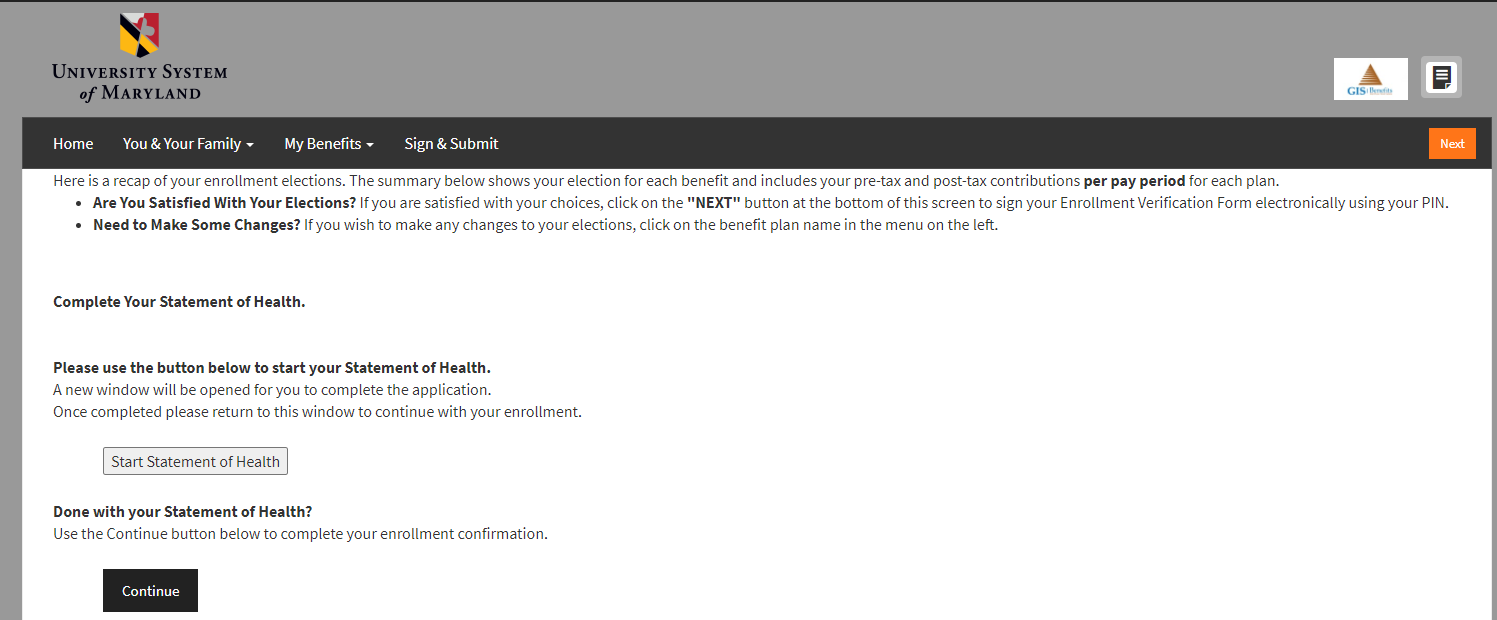 UNIVERSITY SYSTEM
of MARYLAND
GIS Benefits
Home You & Your Family My Benefits Sign & Submit Next
Here is a recap of your enrollment elections. The summary below shows your election for each benefit and includes your pre-tax and post-tax contributions per pay period for each plan.
• Are You Satisfied With Your Elections? If you are satisfied with your choices, click on the "NEXT" button at the bottom of this screen to sign your Enrollment Verification Form electronically using your PIN.
• Need to Make Some Changes? If you wish to make any changes to your elections, click on the benefit plan name in the menu on the left.
Complete Your Statement of Health.
Please use the button below to start your Statement of Health.
A new window will be opened for you to complete the application.
Once completed please return to this window to continue with your enrollment.
Start Statement of Health
Done with your Statement of Health?
Use the Continue button below to complete your enrollment confirmation.
Continue